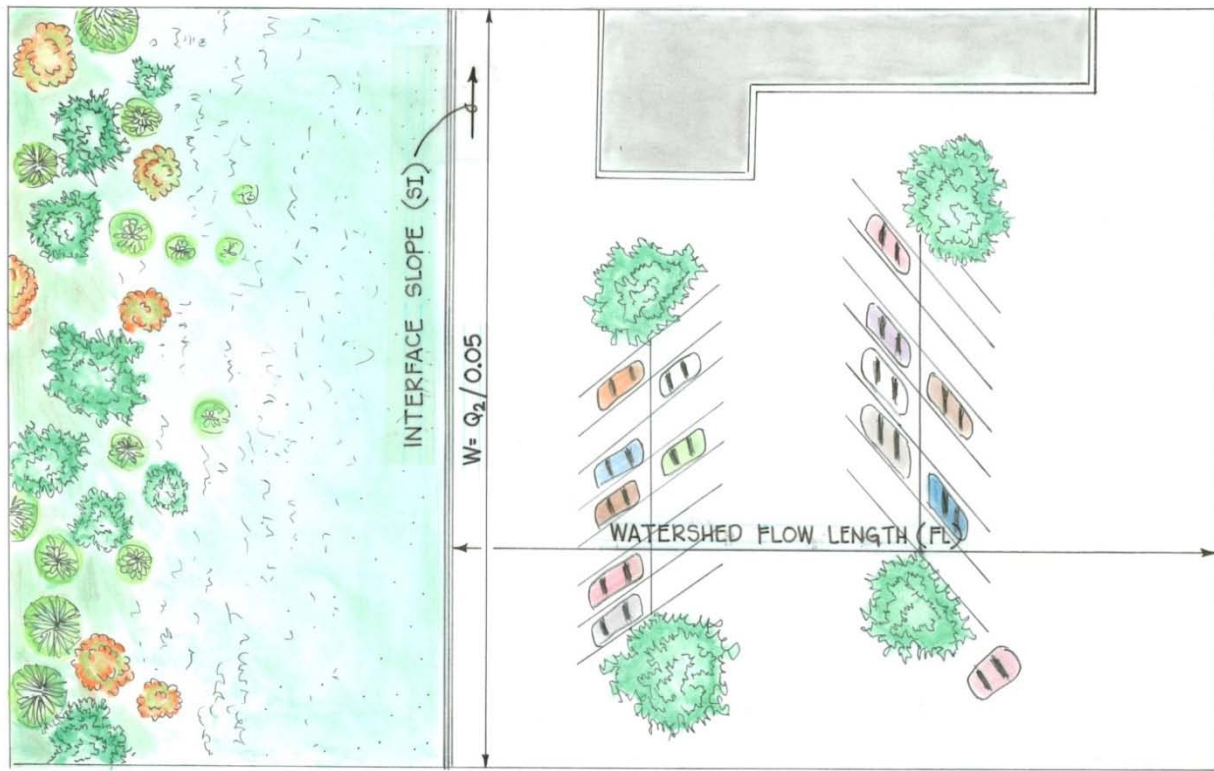 INTERFACE SLOPE (SI)
W= Q₂/0.05
WATERSHED FLOW LENGTH (FL)